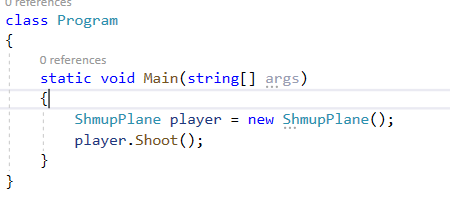 0 references
class Program
{
0 references
static void Main(string[] args)
{
ShmupPlane player = new ShmupPlane();
player.Shoot();
}
}